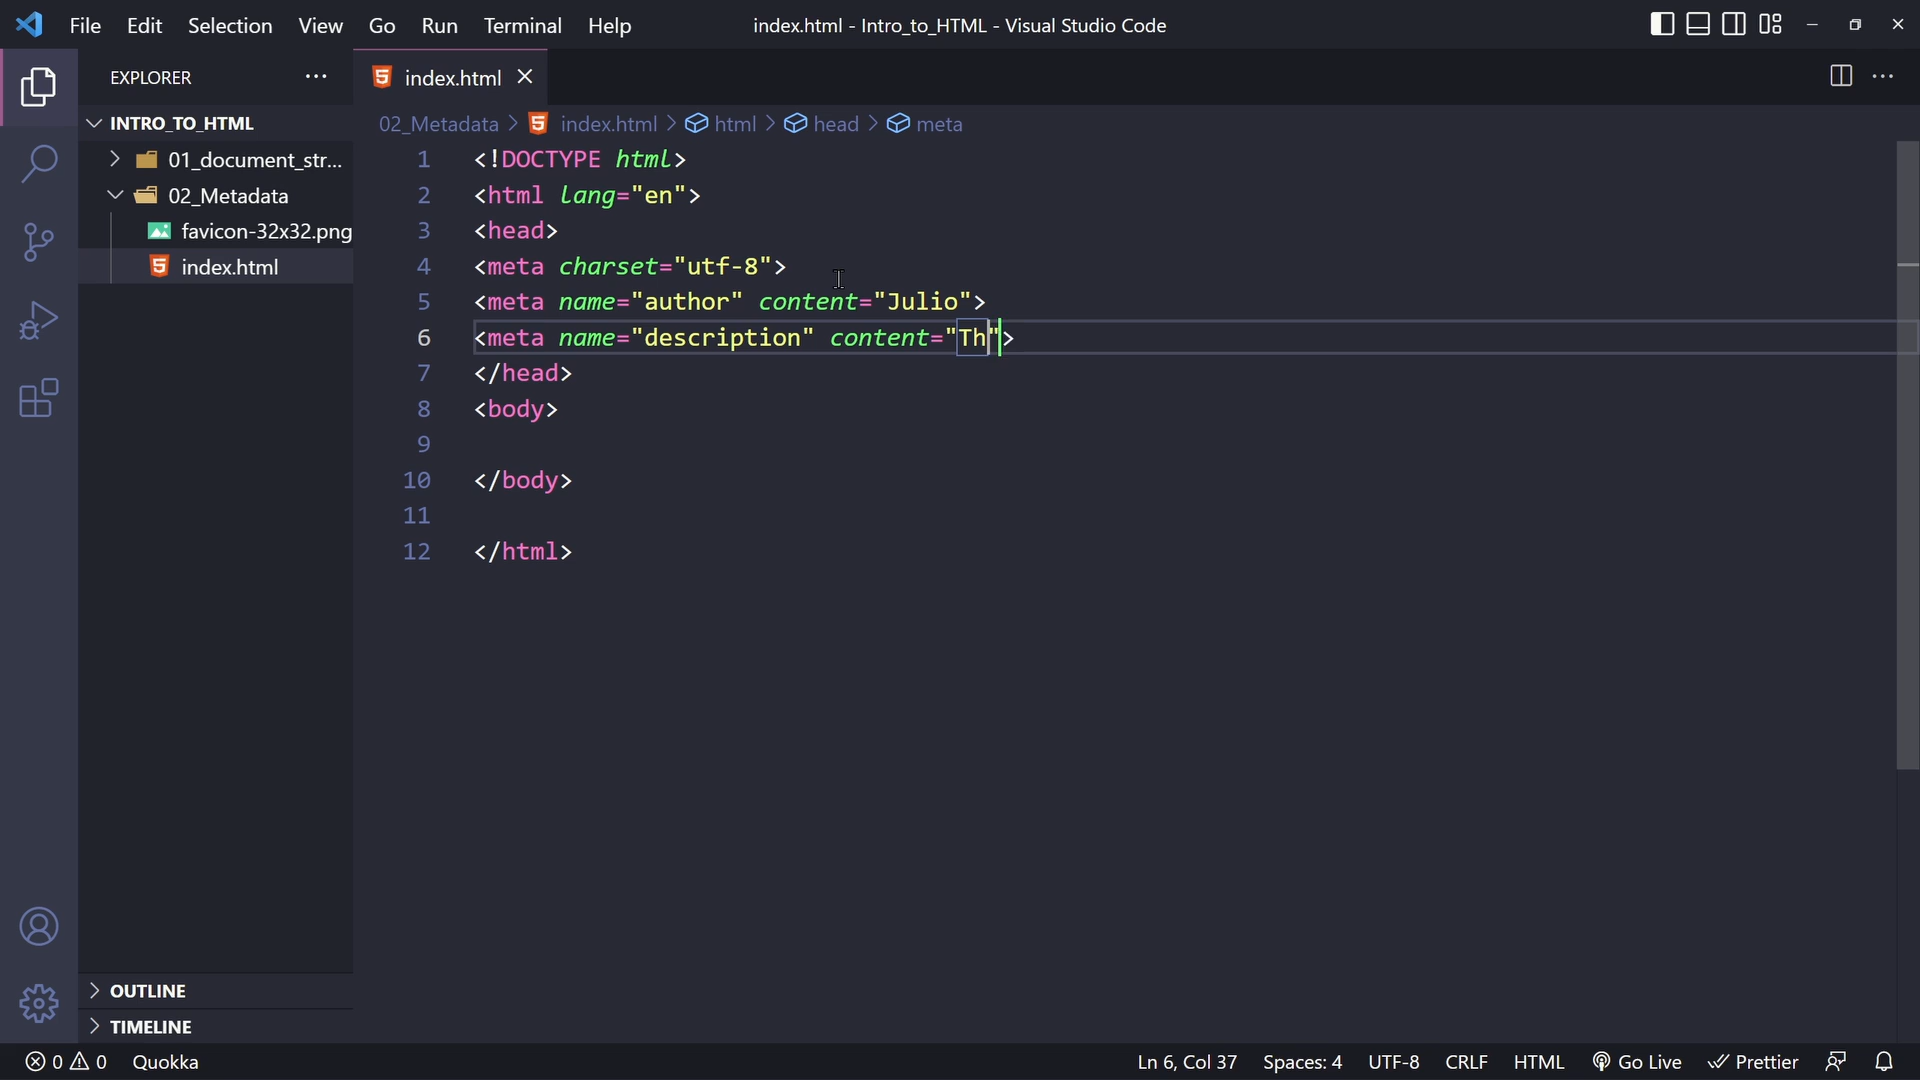 File Edit Selection View Go Run Terminal Help index.html - Intro_to_HTML - Visual Studio Code
EXPLORER
index.html
INTRO_TO_HTML
01_document_str...
02_Metadata
favicon-32x32.png
index.html
02_Metadata > index.html > html > head > meta
1 <!DOCTYPE html>
2 <html lang="en">
3 <head>
4 <meta charset="utf-8">
5 <meta name="author" content="Julio">
6 <meta name="description" content="Th">
7 </head>
8 <body>
9
10 </body>
11
12 </html>
OUTLINE
TIMELINE
0 0 Quokka Ln 6, Col 37 Spaces: 4 UTF-8 CRLF HTML Go Live Prettier